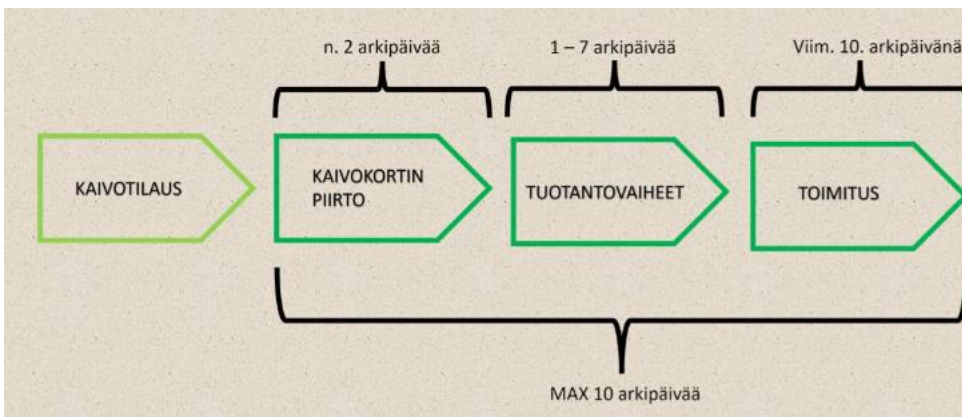 n. 2 arkipäivää
1 – 7 arkipäivää
Viim. 10. arkipäivänä
KAIVOTILAUS
KAIVOKORTIN
PIIRTO
TUOTANTOVAIHEET
TOIMITUS
MAX 10 arkipäivää